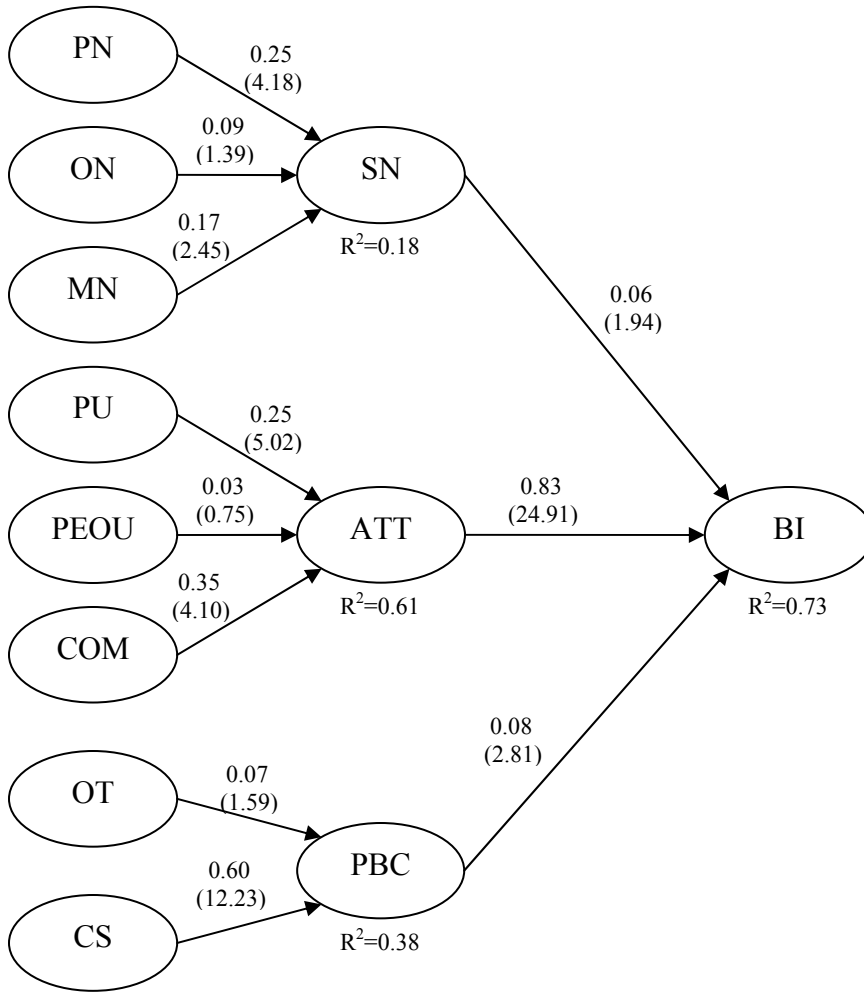 PN
0.25
(4.18)
ON
0.09
(1.39)
SN
R²=0.18
MN
0.17
(2.45)
0.06
(1.94)
PU
0.25
(5.02)
PEOU
0.03
(0.75)
ATT
R²=0.61
0.83
(24.91)
BI
R²=0.73
COM
0.35
(4.10)
0.08
(2.81)
OT
0.07
(1.59)
PBC
R²=0.38
CS
0.60
(12.23)